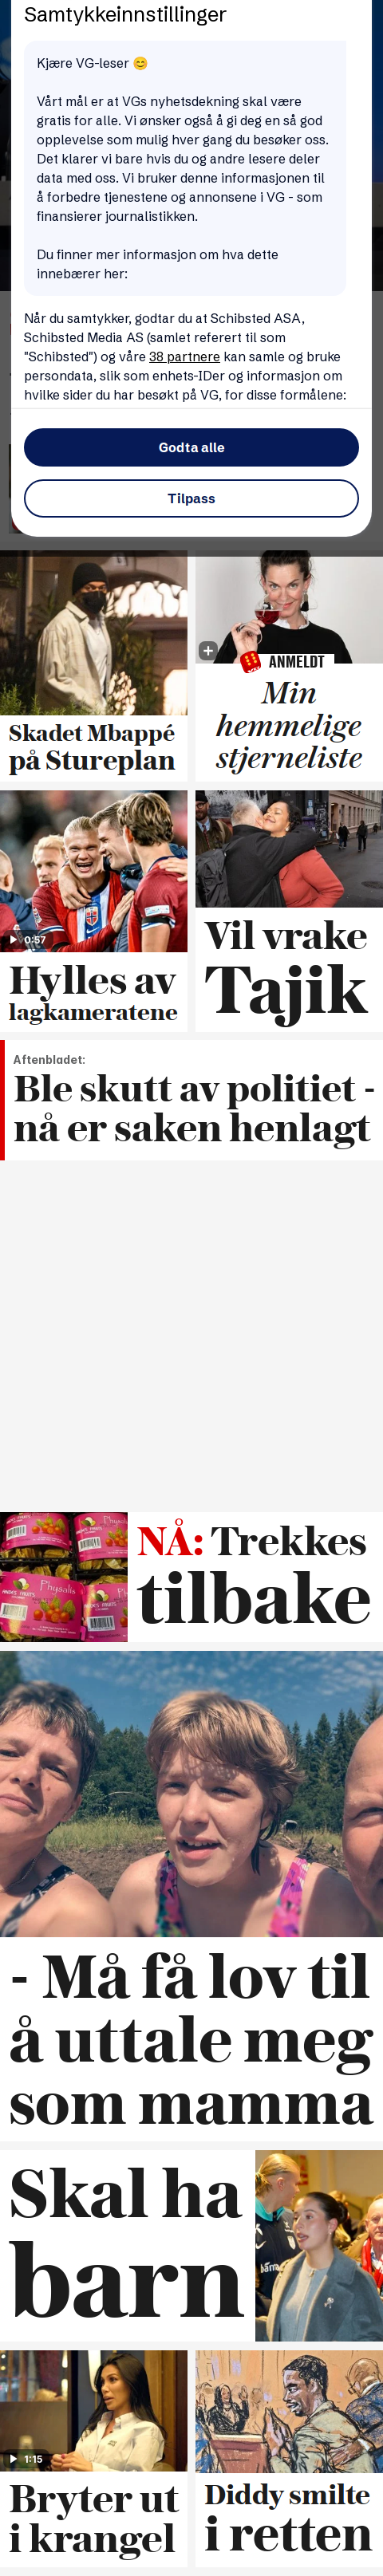 Samtykkeinnstillinger
Kjære VG-leser 😊
Vårt mål er at VGs nyhetsdekning skal være
gratis for alle. Vi ønsker også å gi deg en så god
opplevelse som mulig hver gang du besøker oss.
Det klarer vi bare hvis du og andre lesere deler
data med oss. Vi bruker denne informasjonen til
å forbedre tjenestene og annonsene i VG - som
finansierer journalistikken.
Du finner mer informasjon om hva dette
innebærer her:
Når du samtykker, godtar du at Schibsted ASA,
Schibsted Media AS (samlet referert til som
"Schibsted") og våre 38 partnere kan samle og bruke
persondata, slik som enhets-IDer og informasjon om
hvilke sider du har besøkt på VG, for disse formålene:
Godta alle
Tilpass
Skadet Mbappé
på Stureplan
ANMELDT
Min
hemmelige
stjerneliste
0:57
Hylles av
lagkameratene
Vil vrake
Tajik
Aftenbladet:
Ble skutt av politiet -
nå er saken henlagt
Physalis
Physalis
NÅ: Trekkes
tilbake
- Må få lov til
å uttale meg
som mamma
Skal ha
barn
1:15
Bryter ut
i krangel
Diddy smilte
i retten